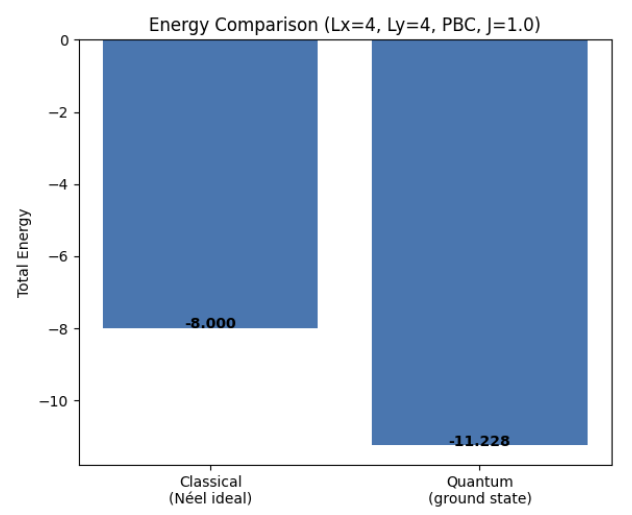 Energy Comparison (Lx=4, Ly=4, PBC, J=1.0)
0
−2
−4
−6
−8
−10
Total Energy
-8.000
-11.228
Classical
(Néel ideal)
Quantum
(ground state)